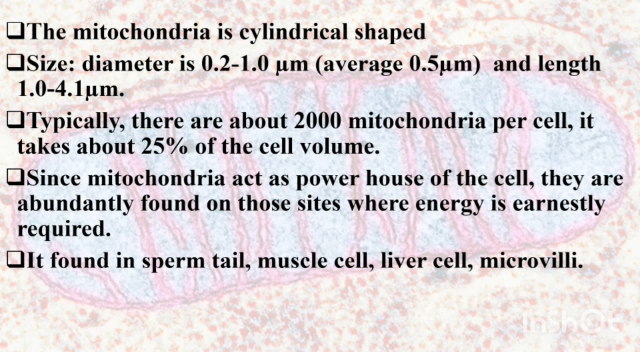 ❑The mitochondria is cylindrical shaped
❑Size: diameter is 0.2-1.0 μm (average 0.5μm) and length
1.0-4.1μm.
❑Typically, there are about 2000 mitochondria per cell, it
takes about 25% of the cell volume.
❑Since mitochondria act as power house of the cell, they are
abundantly found on those sites where energy is earnestly
required.
❑It found in sperm tail, muscle cell, liver cell, microvilli.
InShOt